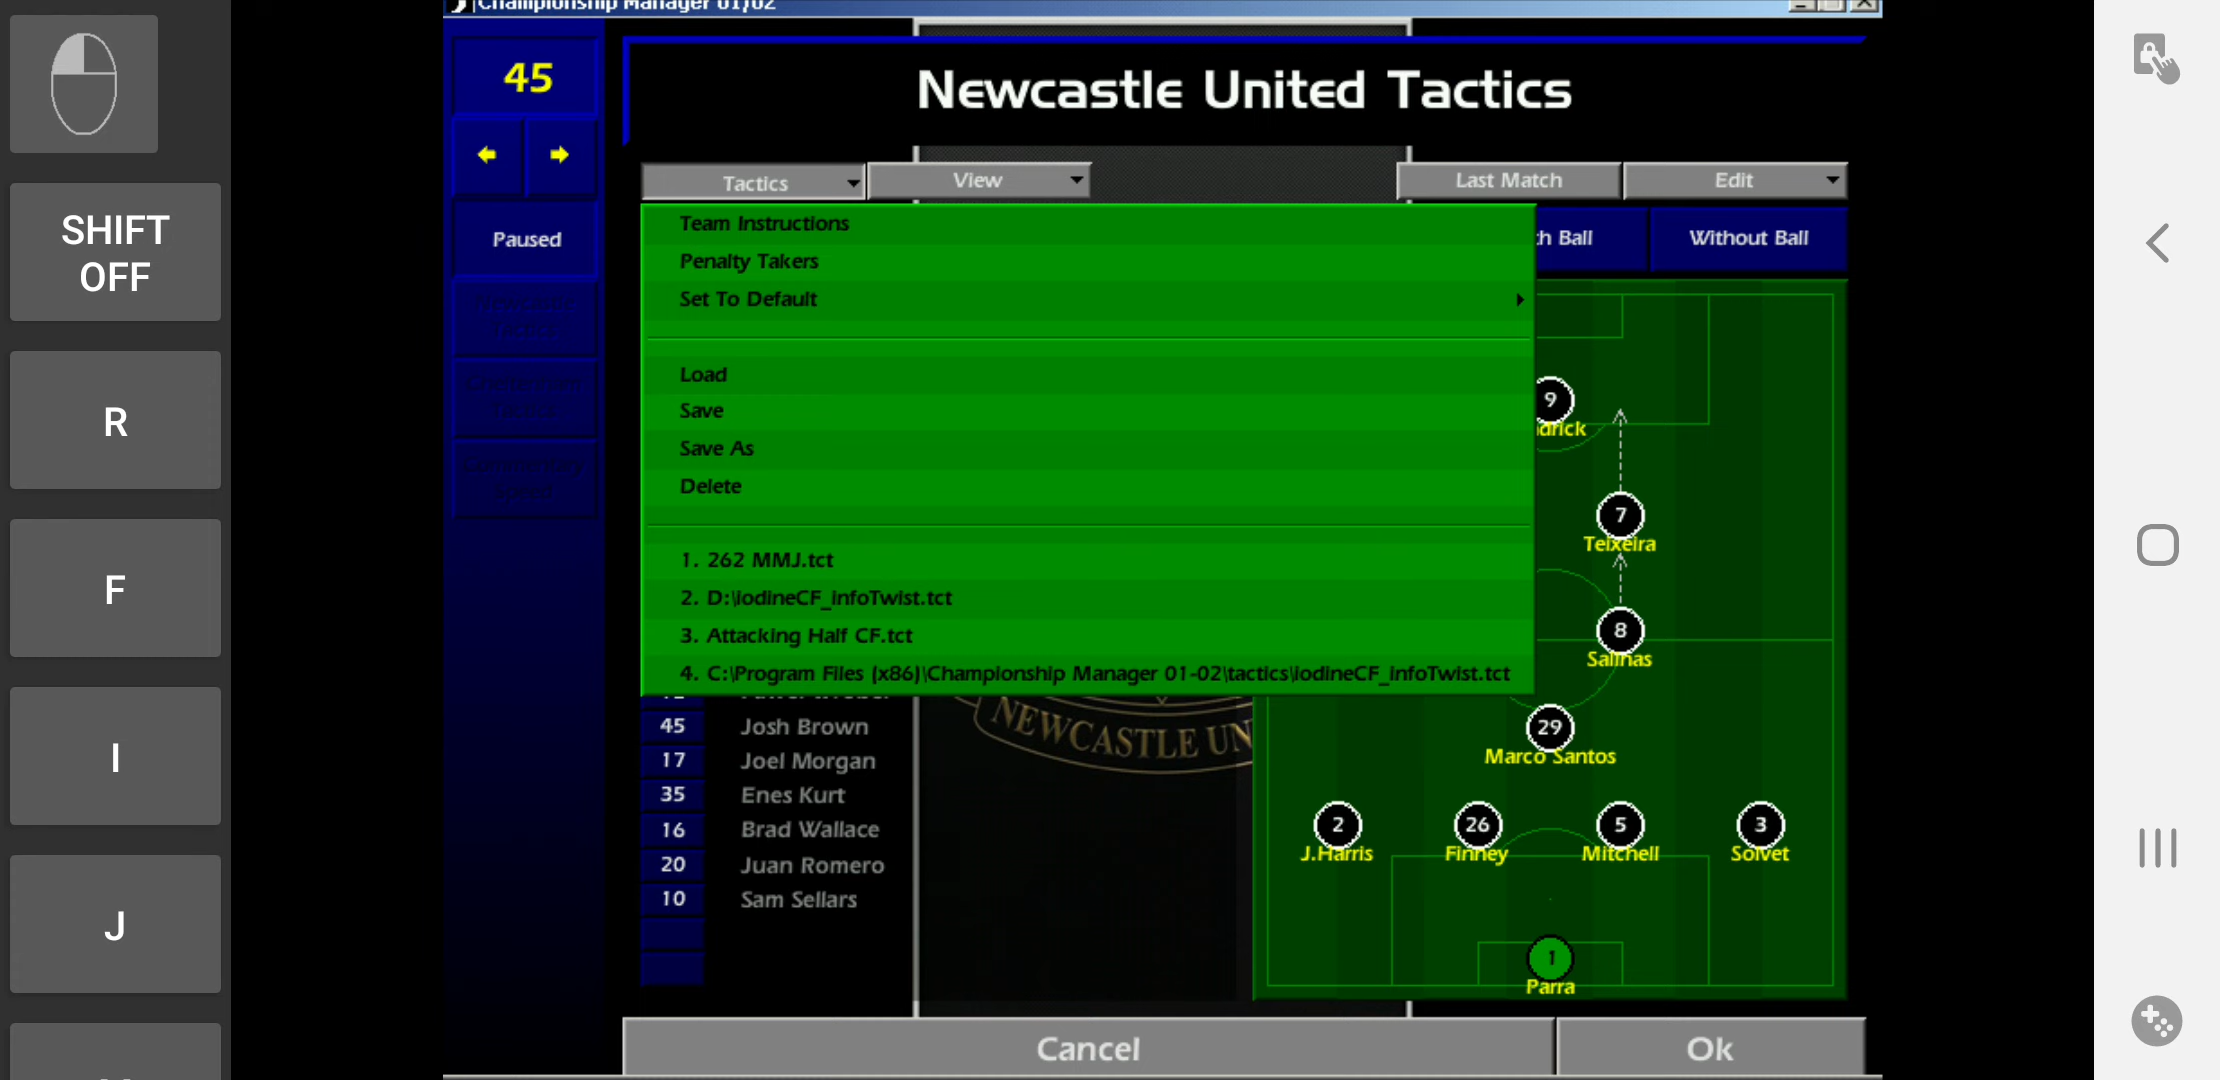 Championship Manager 01/02
45
Newcastle United Tactics
SHIFT
OFF
Tactics
View
Last Match
Edit
Paused
Team Instructions
Penalty Takers
Set To Default
Load
Save
Save As
Delete
1. 262 MMJ.tct
2. D:\iodineCF_infoTwist.tct
3. Attacking Half CF.tct
4. C:\Program Files (x86)\Championship Manager 01-02\tactics\iodineCF_infoTwist.tct
h Ball
Without Ball
R
F
I
J
9
drick
7
Teixeira
8
Salinas
29
Marco Santos
2
J.Harris
26
Finney
5
Mitchell
3
Solvet
1
Parra
45 Josh Brown
17 Joel Morgan
35 Enes Kurt
16 Brad Wallace
20 Juan Romero
10 Sam Sellars
NEWCASTLE UN
Cancel
Ok